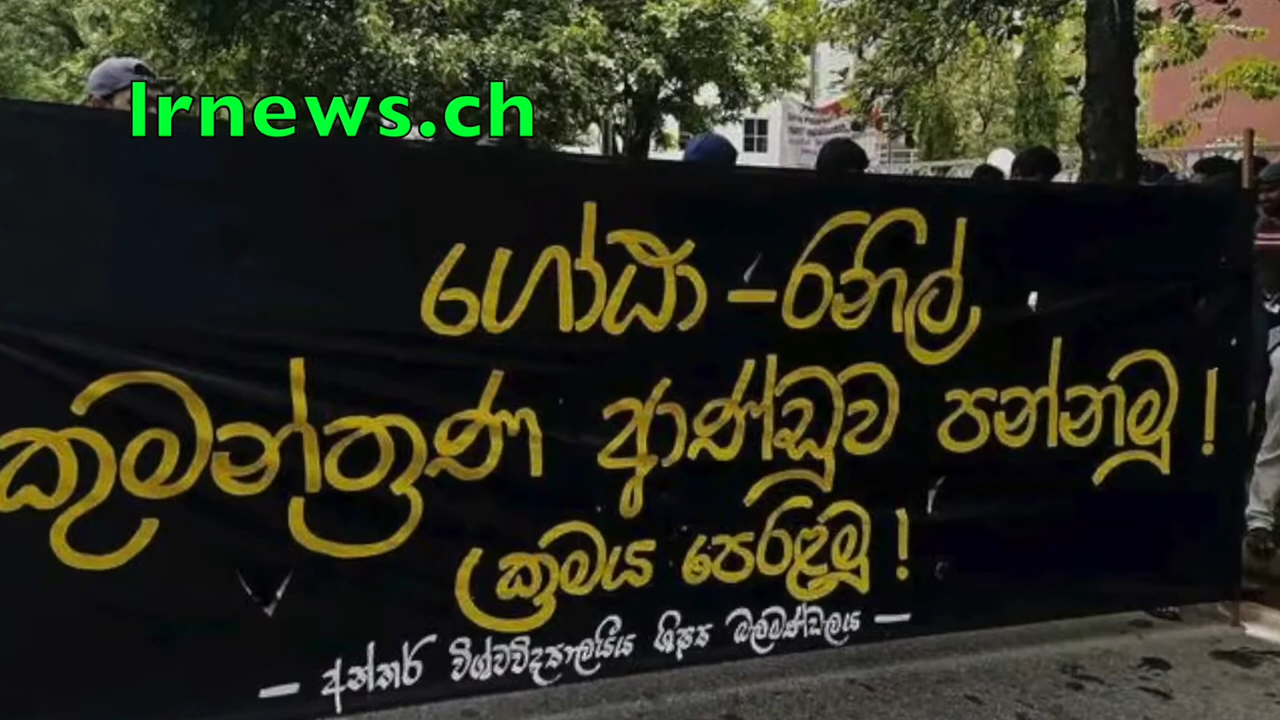 lrnews.ch
ගෝඨා - රනිල්
කුමන්ත්‍රණ ආණ්ඩුව පන්නමු !
ක්‍රමය පෙරළමු !
- අන්තර් විශ්වවිද්‍යාලයීය ශිෂ්‍ය බලමණ්ඩලය -